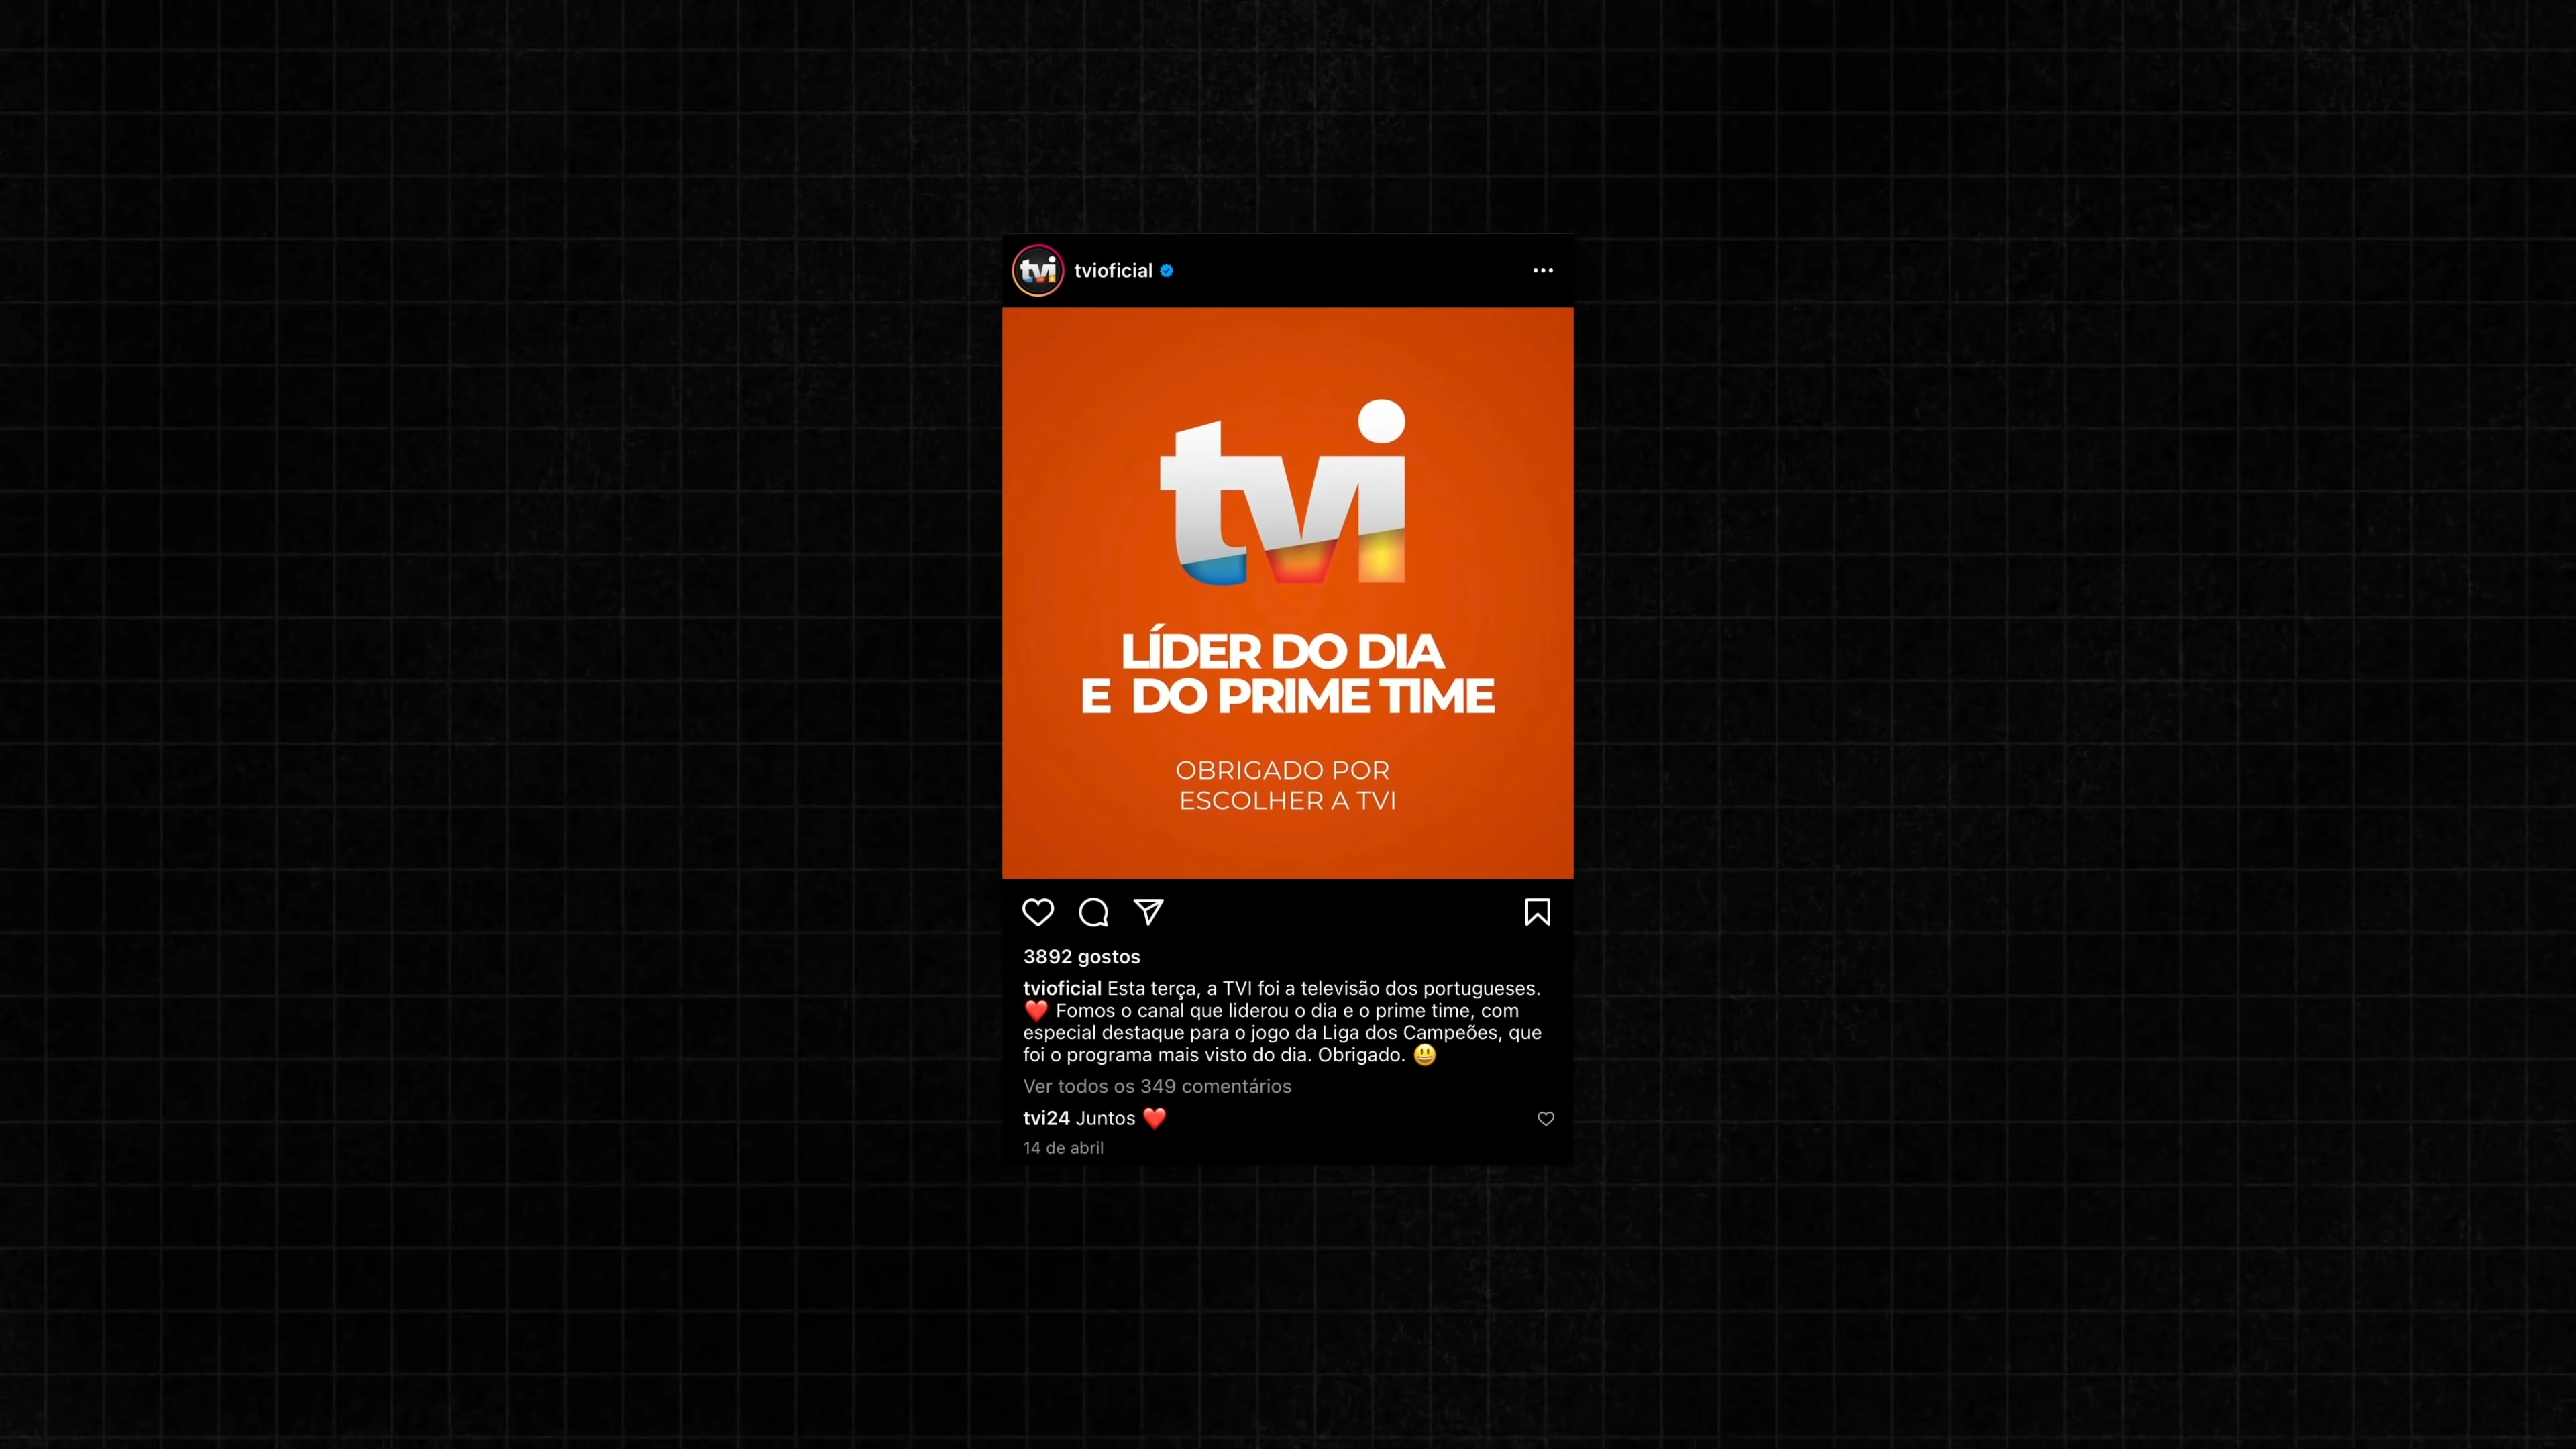 tvi
tvioficial
tvi
LÍDER DO DIA
E DO PRIME TIME
OBRIGADO POR
ESCOLHER A TVI
3892 gostos
tvioficial Esta terça, a TVI foi a televisão dos portugueses.
❤️ Fomos o canal que liderou o dia e o prime time, com
especial destaque para o jogo da Liga dos Campeões, que
foi o programa mais visto do dia. Obrigado. 😃
Ver todos os 349 comentários
tvi24 Juntos ❤️
14 de abril